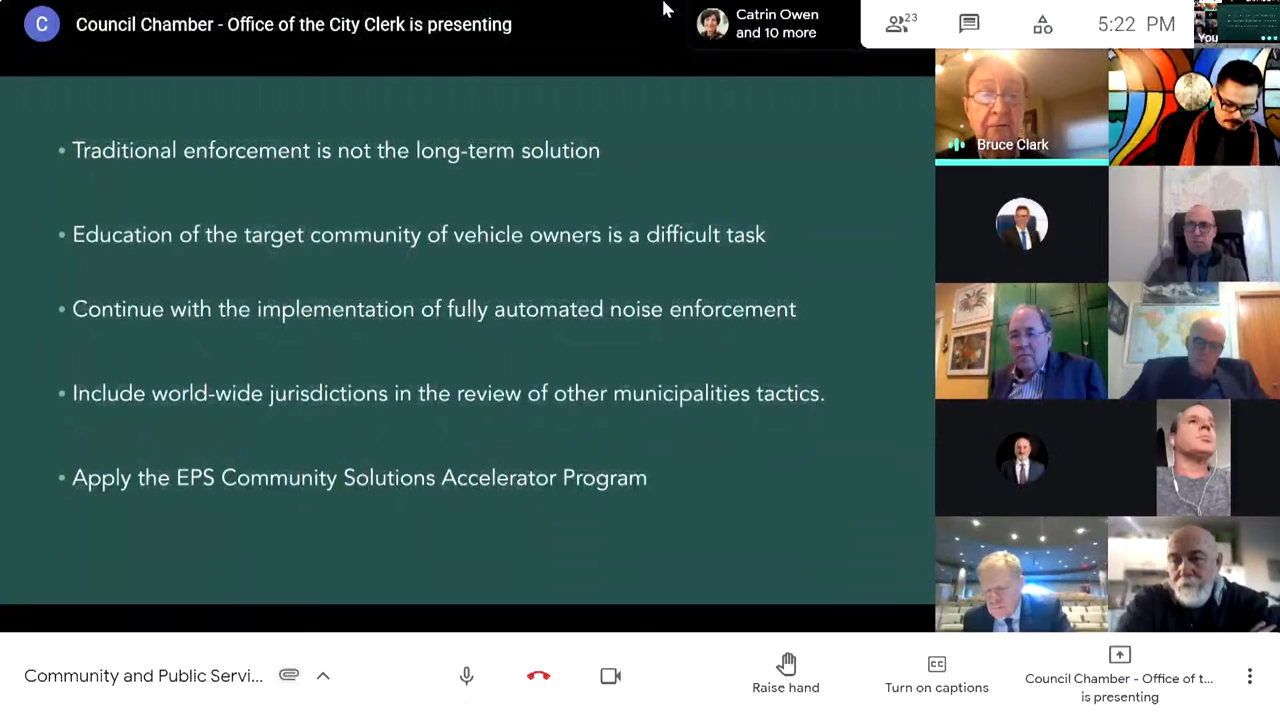 C Council Chamber - Office of the City Clerk is presenting
Catrin Owen
and 10 more
23
5:22 PM
You
• Traditional enforcement is not the long-term solution
• Education of the target community of vehicle owners is a difficult task
• Continue with the implementation of fully automated noise enforcement
• Include world-wide jurisdictions in the review of other municipalities tactics.
• Apply the EPS Community Solutions Accelerator Program
Bruce Clark
Community and Public Servi...
Raise hand
CC
Turn on captions
Council Chamber - Office of t...
is presenting